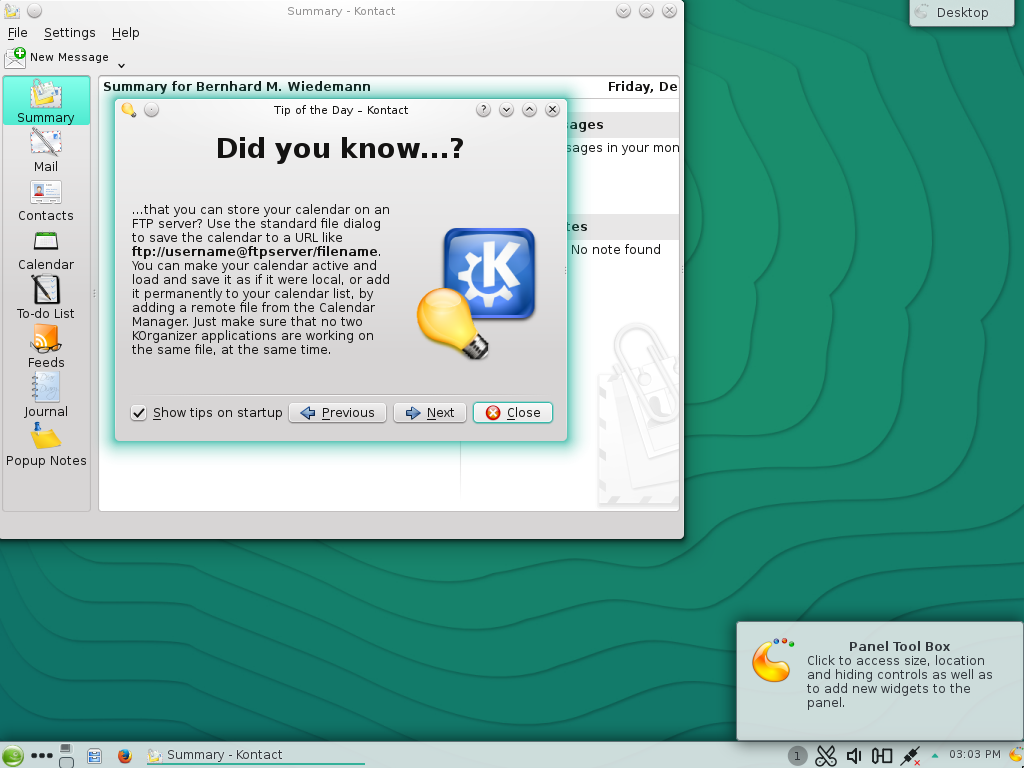 Summary - Kontact
Desktop
File Settings Help
New Message
Summary for Bernhard M. Wiedemann
Friday, De
Summary
Mail
Contacts
Calendar
To-do List
Feeds
Journal
Popup Notes
Tip of the Day – Kontact
?
Did you know...?
...that you can store your calendar on an
FTP server? Use the standard file dialog
to save the calendar to a URL like
ftp://username@ftpserver/filename.
You can make your calendar active and
load and save it as if it were local, or add
it permanently to your calendar list, by
adding a remote file from the Calendar
Manager. Just make sure that no two
KOrganizer applications are working on
the same file, at the same time.
K
Show tips on startup
Previous
Next
Close
ages
sages in your mon
tes
No note found
Panel Tool Box
Click to access size, location
and hiding controls as well as
to add new widgets to the
panel.
Summary - Kontact
1
03:03 PM